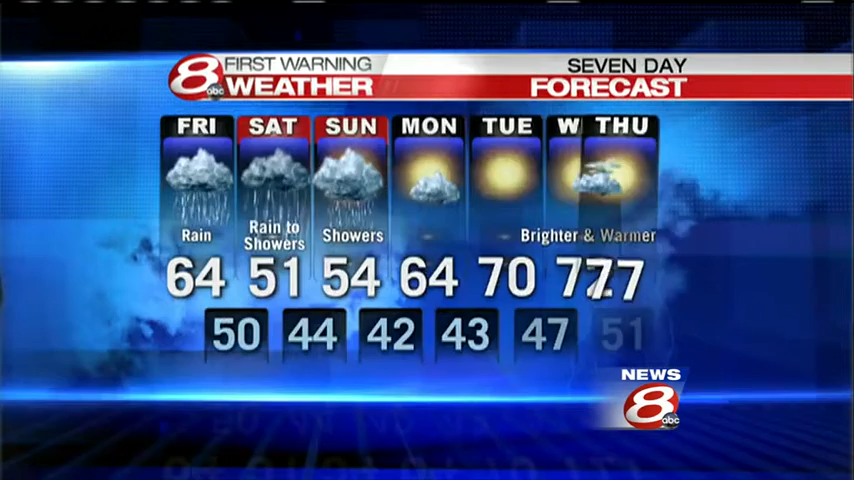 8 abc FIRST WARNING WEATHER
SEVEN DAY
FORECAST
FRI SAT SUN MON TUE W THU
Rain
Rain to Showers
Showers
Brighter & Warmer
64 51 54 64 70 72 77
50 44 42 43 47 51
NEWS
8 abc